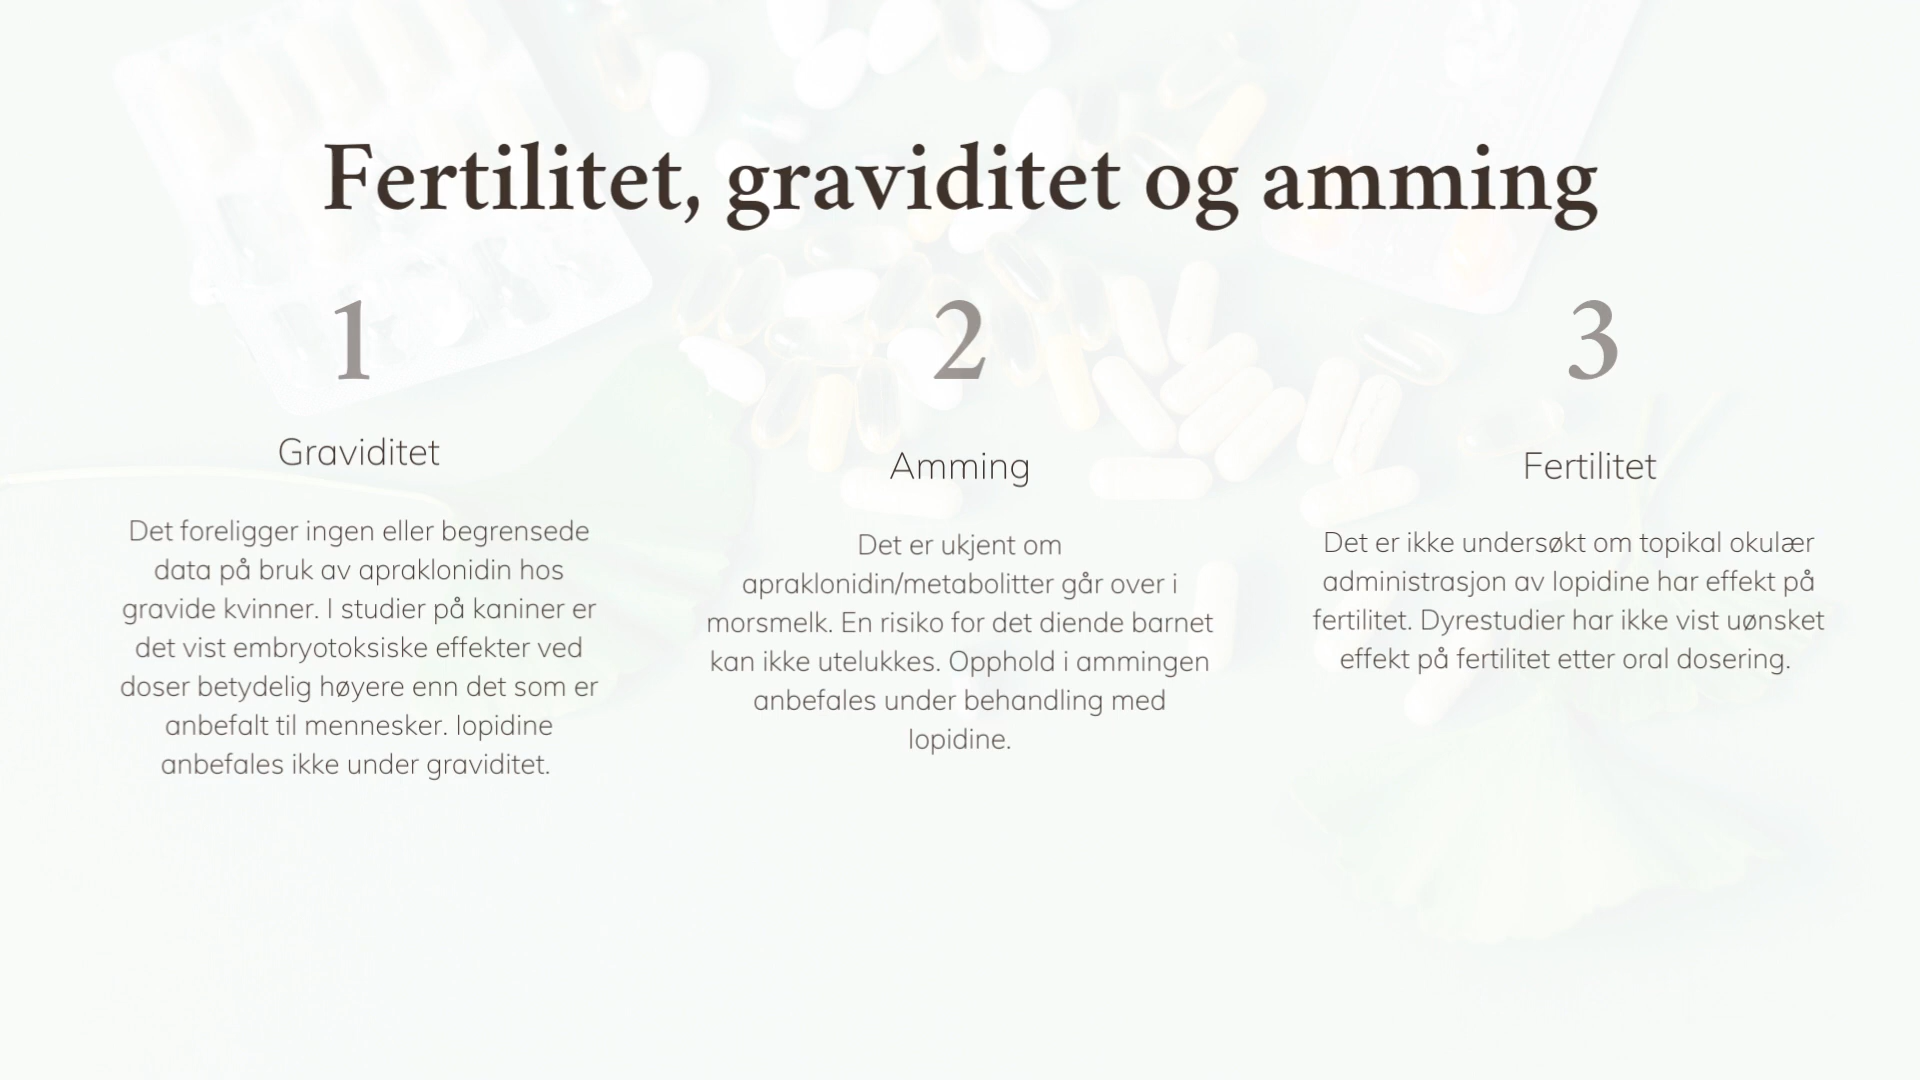 Fertilitet, graviditet og amming
1
Graviditet
Det foreligger ingen eller begrensede
data på bruk av apraklonidin hos
gravide kvinner. I studier på kaniner er
det vist embryotoksiske effekter ved
doser betydelig høyere enn det som er
anbefalt til mennesker. Iopidine
anbefales ikke under graviditet.
2
Amming
Det er ukjent om
apraklonidin/metabolitter går over i
morsmelk. En risiko for det diende barnet
kan ikke utelukkes. Opphold i ammingen
anbefales under behandling med
Iopidine.
3
Fertilitet
Det er ikke undersøkt om topikal okulær
administrasjon av Iopidine har effekt på
fertilitet. Dyrestudier har ikke vist uønsket
effekt på fertilitet etter oral dosering.